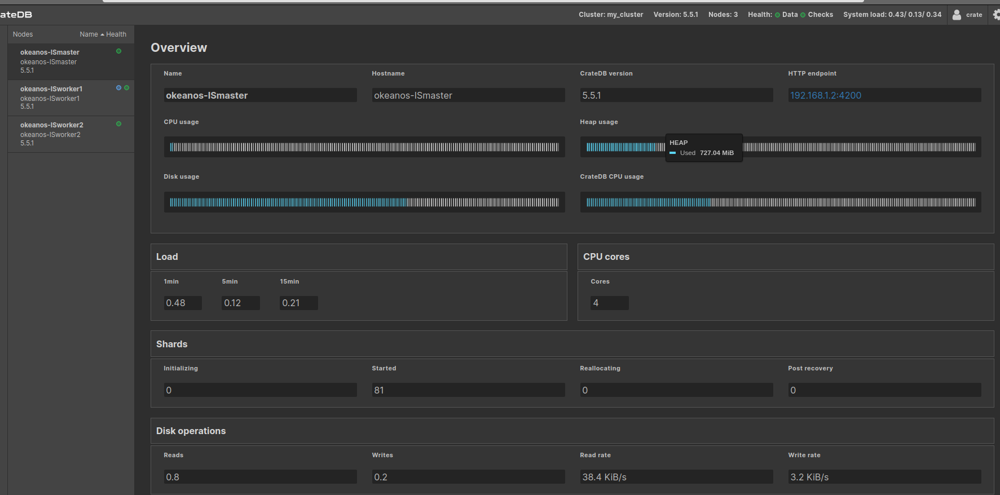 ateDB
Cluster: my_cluster Version: 5.5.1 Nodes: 3 Health: Data Checks System load: 0.43/ 0.13/ 0.34 crate
Nodes Name Health
okeanos-ISmaster
okeanos-ISmaster
5.5.1
okeanos-ISworker1
okeanos-ISworker1
5.5.1
okeanos-ISworker2
okeanos-ISworker2
5.5.1
Overview
Name Hostname CrateDB version HTTP endpoint
okeanos-ISmaster okeanos-ISmaster 5.5.1 192.168.1.2:4200
CPU usage Heap usage
HEAP
Used 727.04 MiB
Disk usage CrateDB CPU usage
Load CPU cores
1min 5min 15min Cores
0.48 0.12 0.21 4
Shards
Initializing Started Reallocating Post recovery
0 81 0 0
Disk operations
Reads Writes Read rate Write rate
0.8 0.2 38.4 KiB/s 3.2 KiB/s